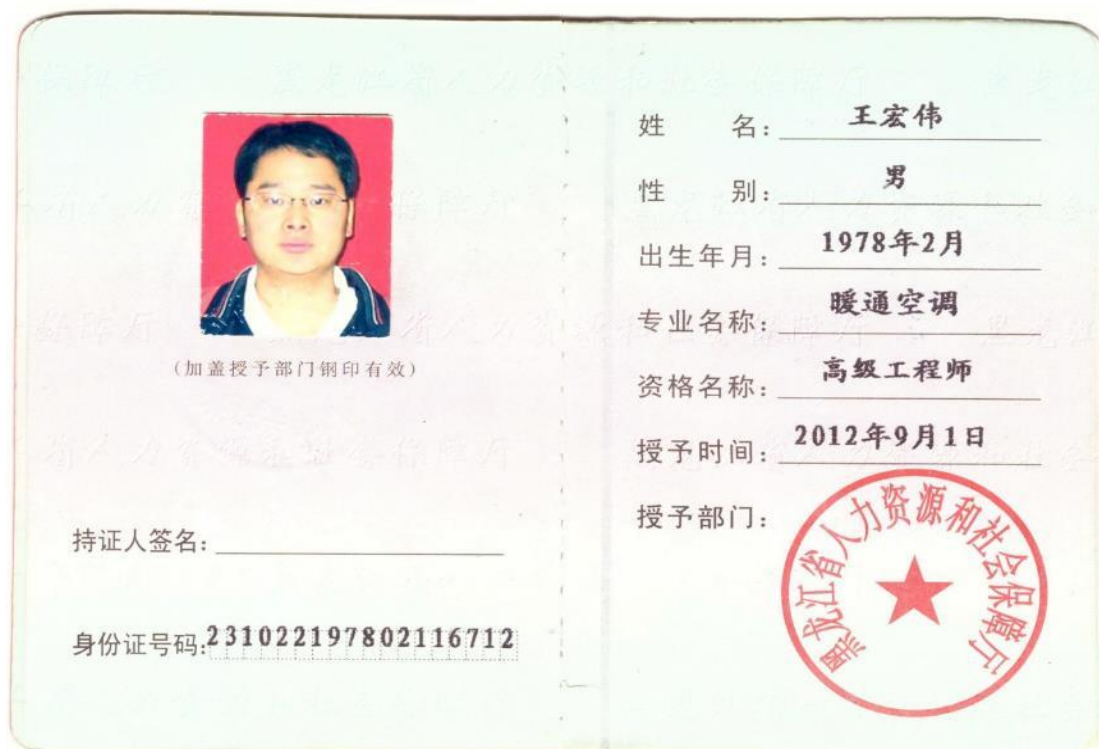 (加盖授予部门钢印有效)
持证人签名:
身份证号码:231022197802116712
姓 名: 王宏伟
性 别: 男
出生年月: 1978年2月
专业名称: 暖通空调
资格名称: 高级工程师
授予时间: 2012年9月1日
授予部门:
黑龙江省人力资源和社会保障厅